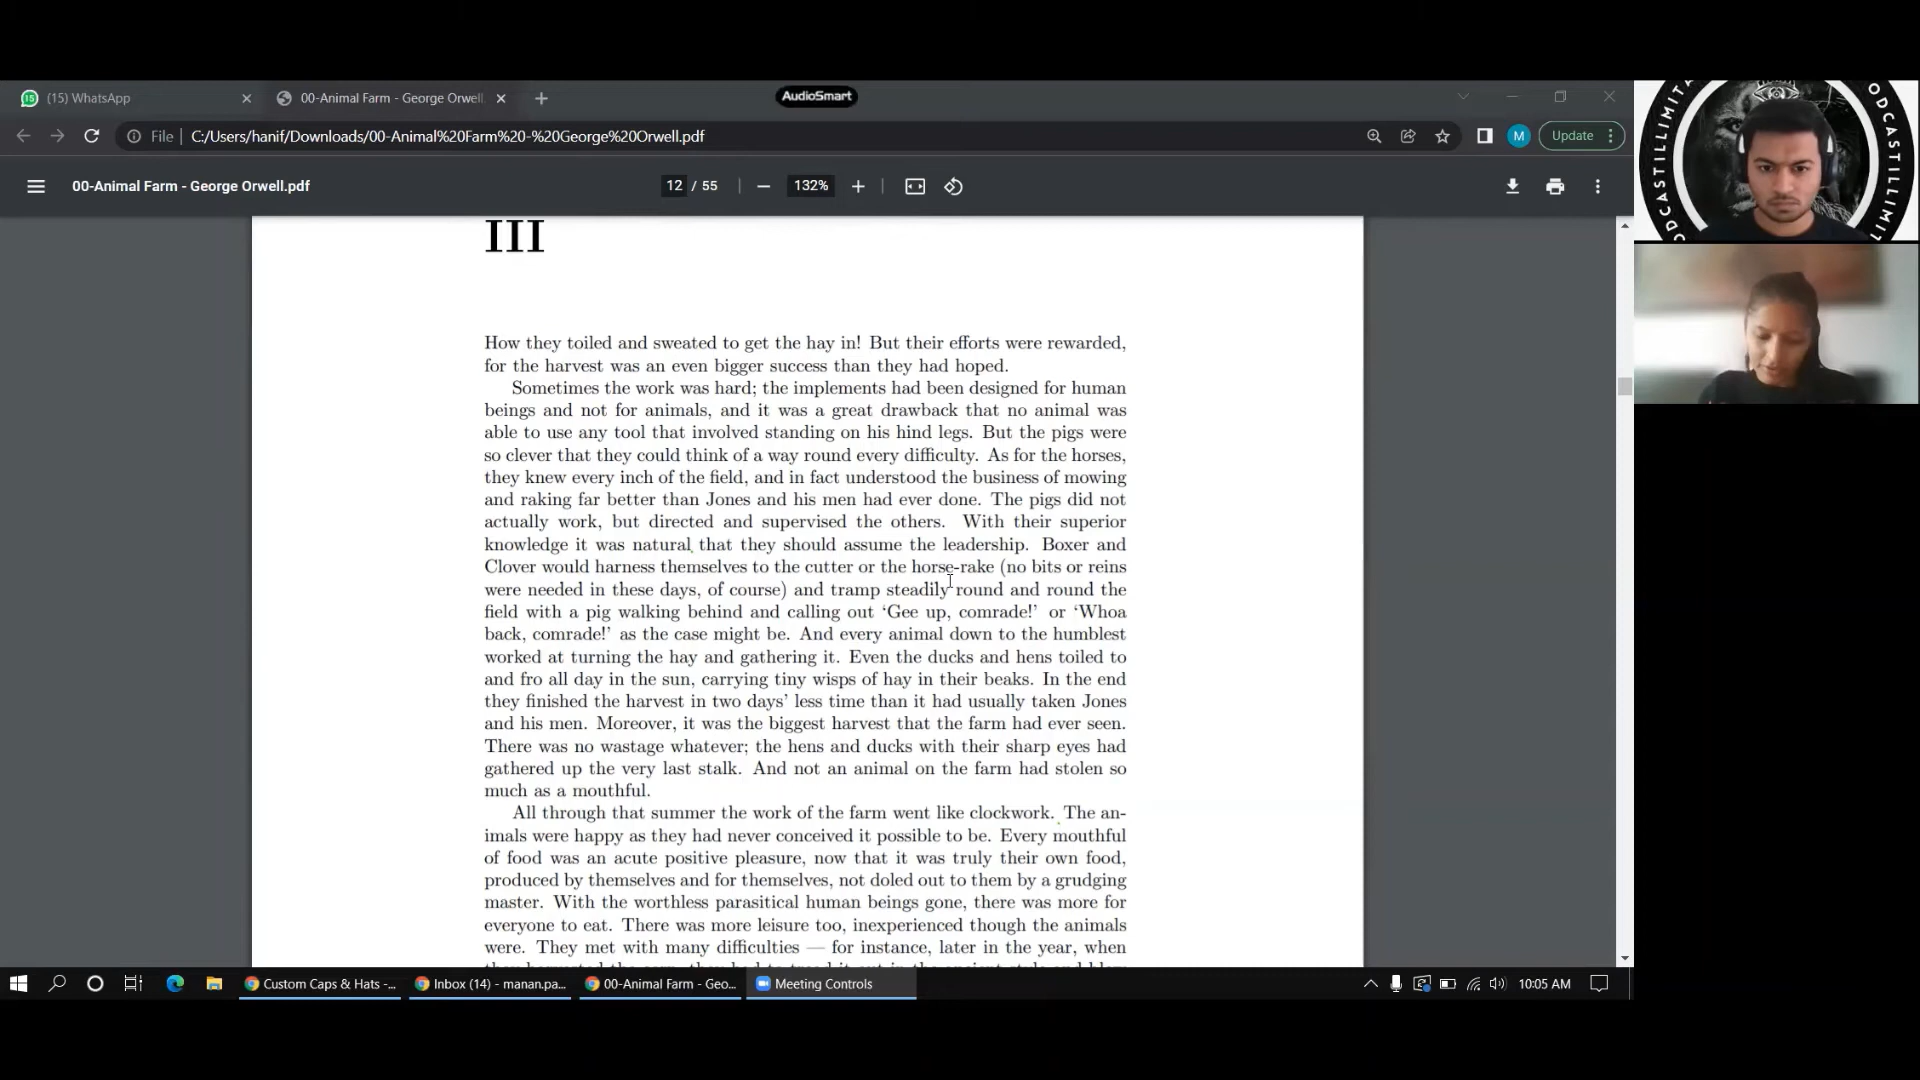 (15) WhatsApp
00-Animal Farm - George Orwell
AudioSmart
File
C:/Users/hanif/Downloads/00-Animal%20Farm%20-%20George%20Orwell.pdf
M
Update
00-Animal Farm - George Orwell.pdf
12 / 55
132%
III
How they toiled and sweated to get the hay in! But their efforts were rewarded,
for the harvest was an even bigger success than they had hoped.
Sometimes the work was hard; the implements had been designed for human
beings and not for animals, and it was a great drawback that no animal was
able to use any tool that involved standing on his hind legs. But the pigs were
so clever that they could think of a way round every difficulty. As for the horses,
they knew every inch of the field, and in fact understood the business of mowing
and raking far better than Jones and his men had ever done. The pigs did not
actually work, but directed and supervised the others. With their superior
knowledge it was natural that they should assume the leadership. Boxer and
Clover would harness themselves to the cutter or the horse-rake (no bits or reins
were needed in these days, of course) and tramp steadily round and round the
field with a pig walking behind and calling out ‘Gee up, comrade!’ or ‘Whoa
back, comrade!’ as the case might be. And every animal down to the humblest
worked at turning the hay and gathering it. Even the ducks and hens toiled to
and fro all day in the sun, carrying tiny wisps of hay in their beaks. In the end
they finished the harvest in two days’ less time than it had usually taken Jones
and his men. Moreover, it was the biggest harvest that the farm had ever seen.
There was no wastage whatever; the hens and ducks with their sharp eyes had
gathered up the very last stalk. And not an animal on the farm had stolen so
much as a mouthful.
All through that summer the work of the farm went like clockwork. The an-
imals were happy as they had never conceived it possible to be. Every mouthful
of food was an acute positive pleasure, now that it was truly their own food,
produced by themselves and for themselves, not doled out to them by a grudging
master. With the worthless parasitical human beings gone, there was more for
everyone to eat. There was more leisure too, inexperienced though the animals
were. They met with many difficulties — for instance, later in the year, when
Custom Caps & Hats -...
Inbox (14) - manan.pa...
00-Animal Farm - Geo...
Meeting Controls
10:05 AM